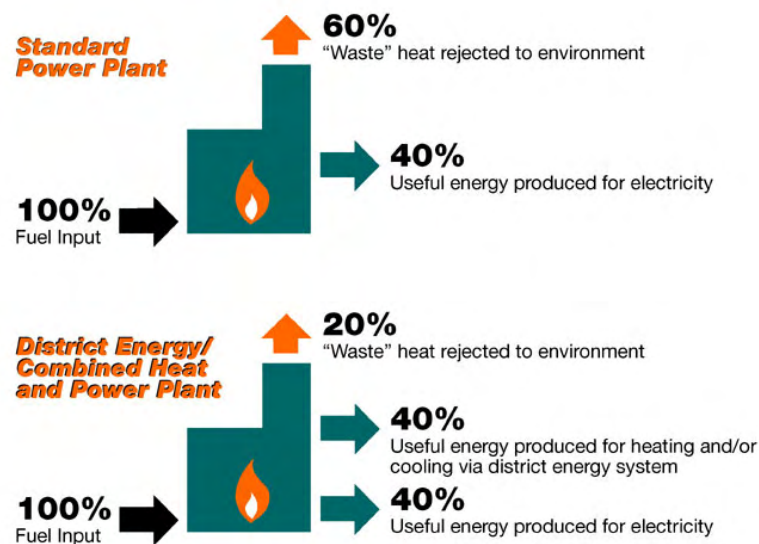 Standard
Power Plant
60%
"Waste" heat rejected to environment
40%
Useful energy produced for electricity
100%
Fuel Input
District Energy/
Combined Heat
and Power Plant
20%
"Waste" heat rejected to environment
40%
Useful energy produced for heating and/or
cooling via district energy system
40%
Useful energy produced for electricity
100%
Fuel Input